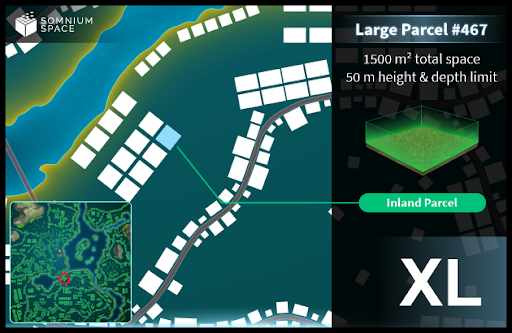 SOMNIUM
SPACE
Large Parcel #467
1500 m² total space
50 m height & depth limit
Inland Parcel
XL